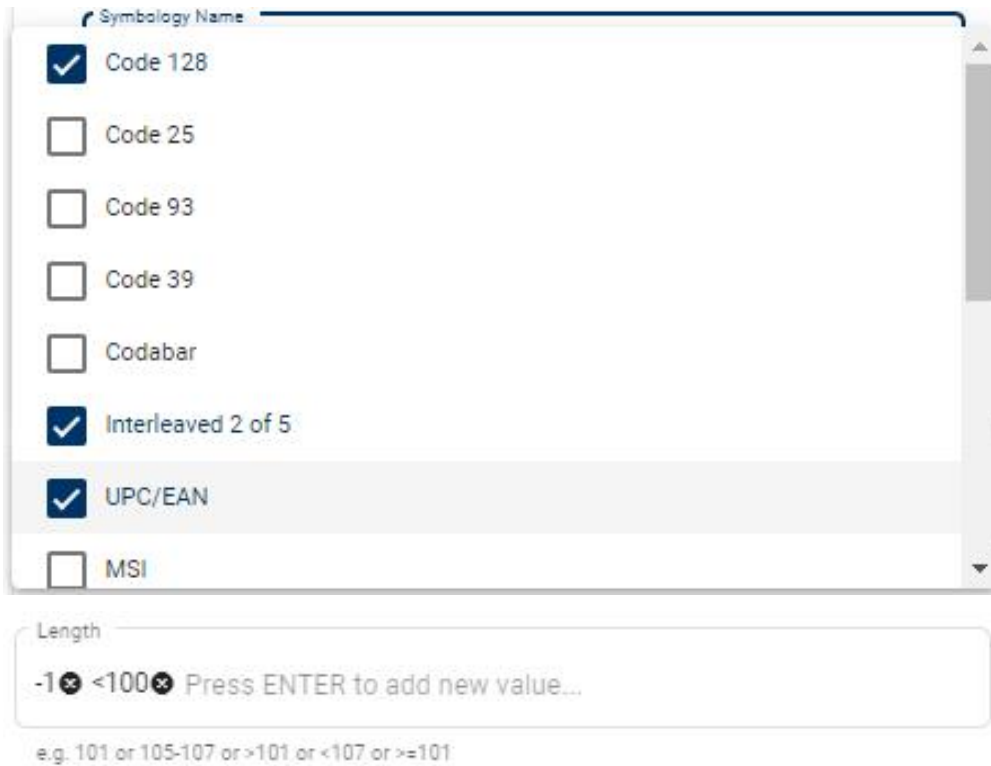 Symbology Name
Code 128
Code 25
Code 93
Code 39
Codabar
Interleaved 2 of 5
UPC/EAN
MSI
Length
-1 <100 Press ENTER to add new value...
e.g. 101 or 105-107 or >101 or <107 or >=101